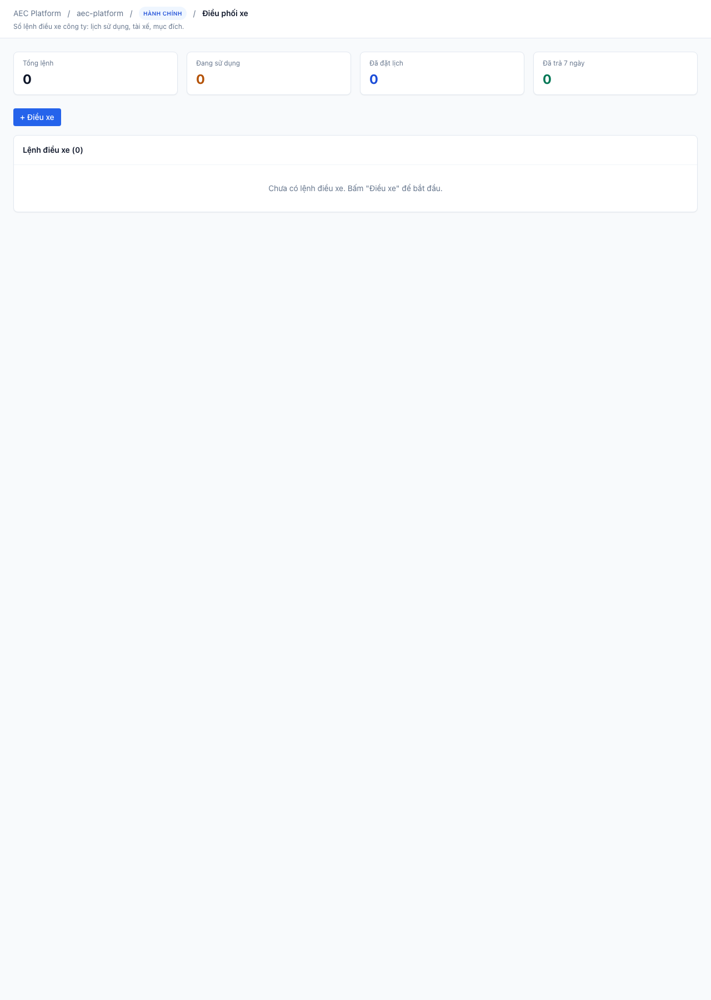 AEC Platform / aec-platform / HÀNH CHÍNH / Điều phối xe
Sổ lệnh điều xe công ty: lịch sử dụng, tài xế, mục đích.
Tổng lệnh
0
Đang sử dụng
0
Đã đặt lịch
0
Đã trả 7 ngày
0
+ Điều xe
Lệnh điều xe (0)
Chưa có lệnh điều xe. Bấm "Điều xe" để bắt đầu.